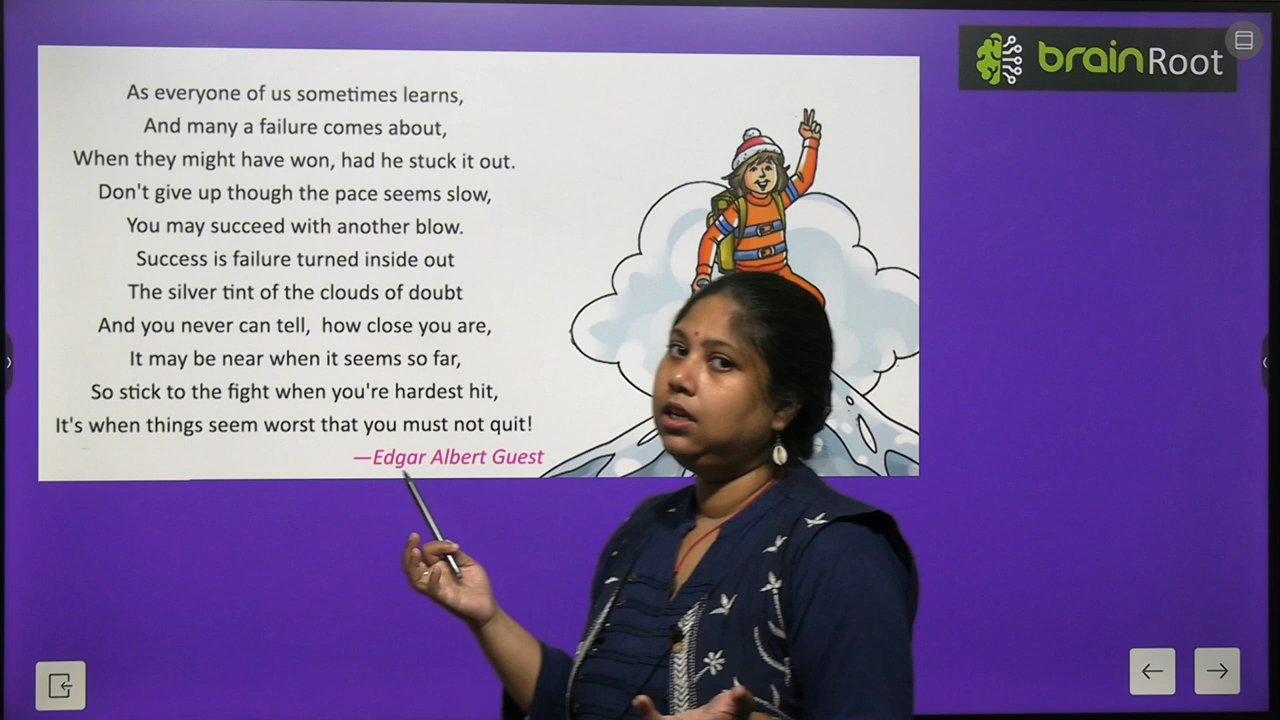 As everyone of us sometimes learns,
And many a failure comes about,
When they might have won, had he stuck it out.
Don't give up though the pace seems slow,
You may succeed with another blow.
Success is failure turned inside out
The silver tint of the clouds of doubt
And you never can tell, how close you are,
It may be near when it seems so far,
So stick to the fight when you're hardest hit,
It's when things seem worst that you must not quit!
—Edgar Albert Guest
brainRoot